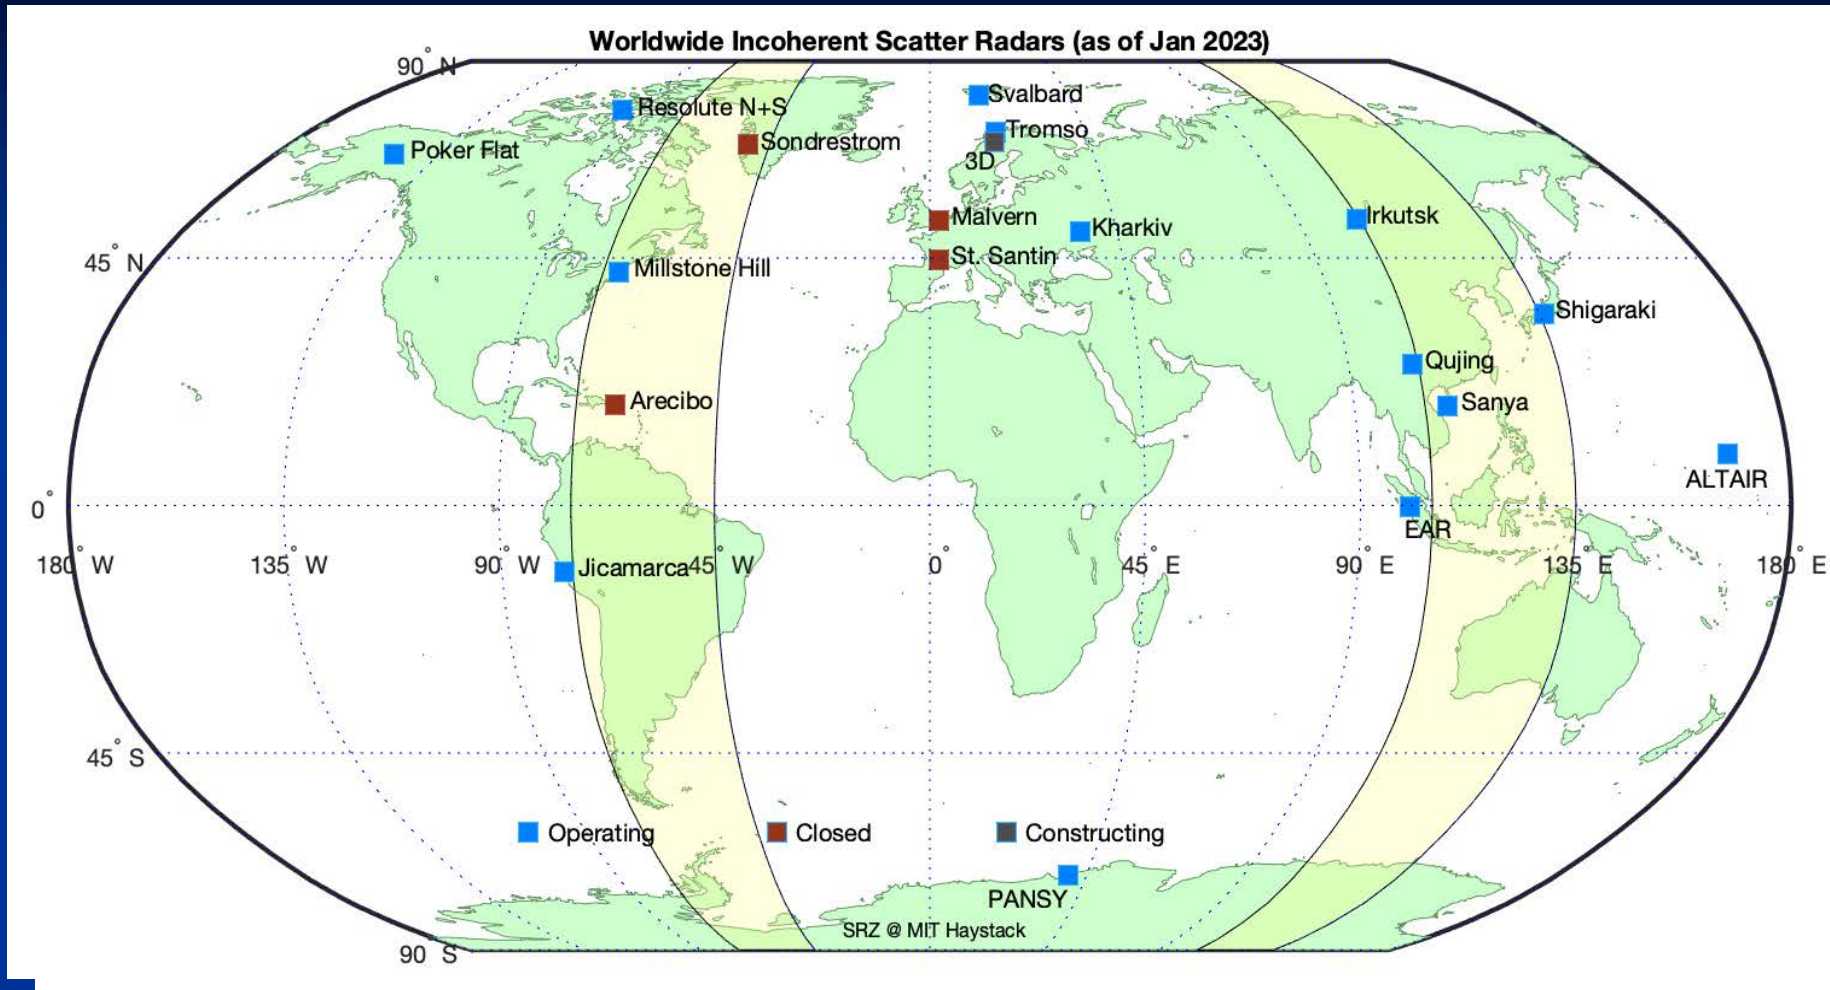 Worldwide Incoherent Scatter Radars (as of Jan 2023)
90° N
Svalbard
Resolute N+S
Tromso
Sondrestrom
Poker Flat
3D
Malvern
Irkutsk
Kharkiv
St. Santin
45° N
Millstone Hill
Shigaraki
Qujing
Arecibo
Sanya
ALTAIR
0°
EAR
180° W 135° W 90° W 45° W 0° 45° E 90° E 135° E 180° E
Jicamarca
45° S
Operating Closed Constructing
PANSY
SRZ @ MIT Haystack
90° S